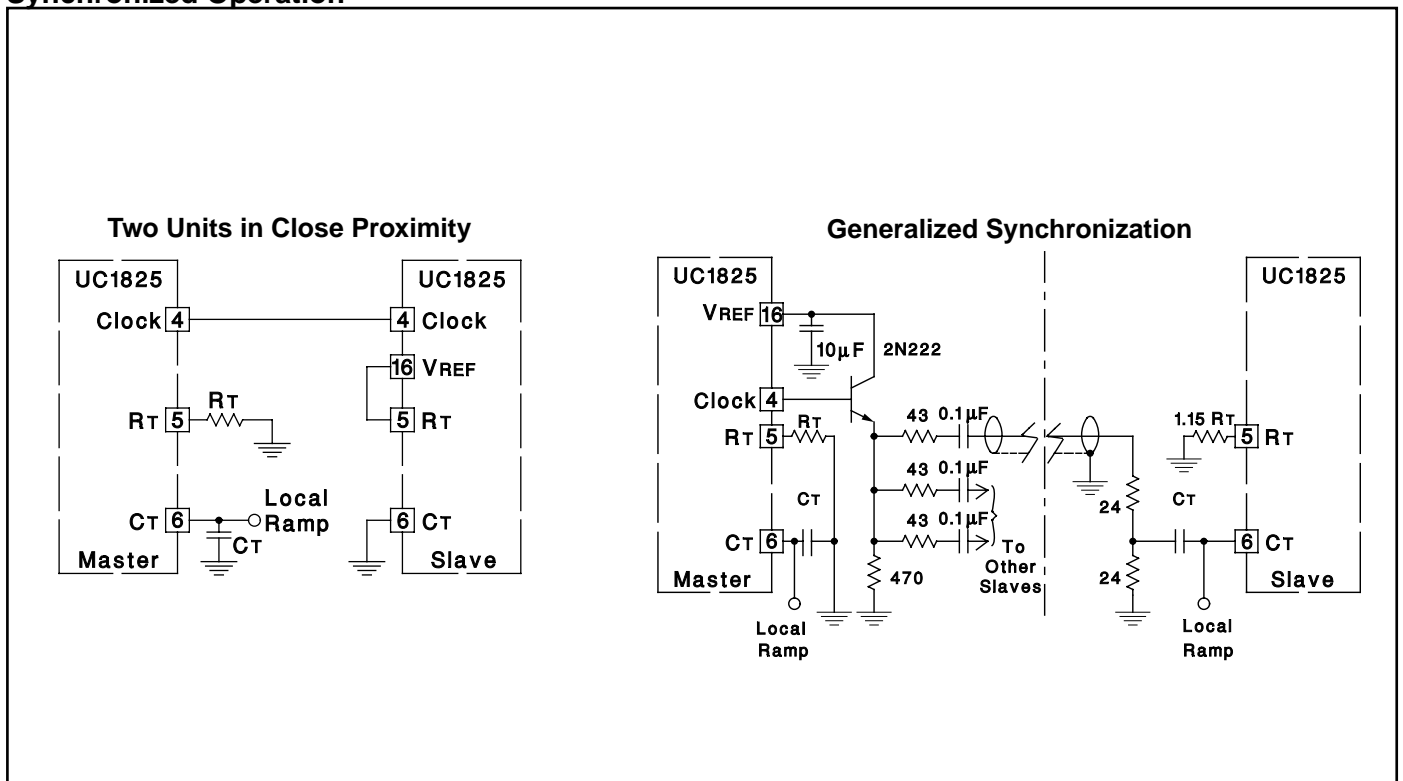 Synchronized Operation
Two Units in Close Proximity
UC1825
UC1825
Clock 4
4 Clock
16 VREF
RT 5
RT
5 RT
CT 6
Local
Ramp
CT
6 CT
Master
Slave
Generalized Synchronization
UC1825
UC1825
VREF 16
10µF
2N222
Clock 4
RT 5
RT
43 0.1µF
1.15 RT
5 RT
43 0.1µF
CT
24
CT
43 0.1µF
CT 6
To
Other
Slaves
6 CT
Master
470
24
Slave
Local
Ramp
Local
Ramp